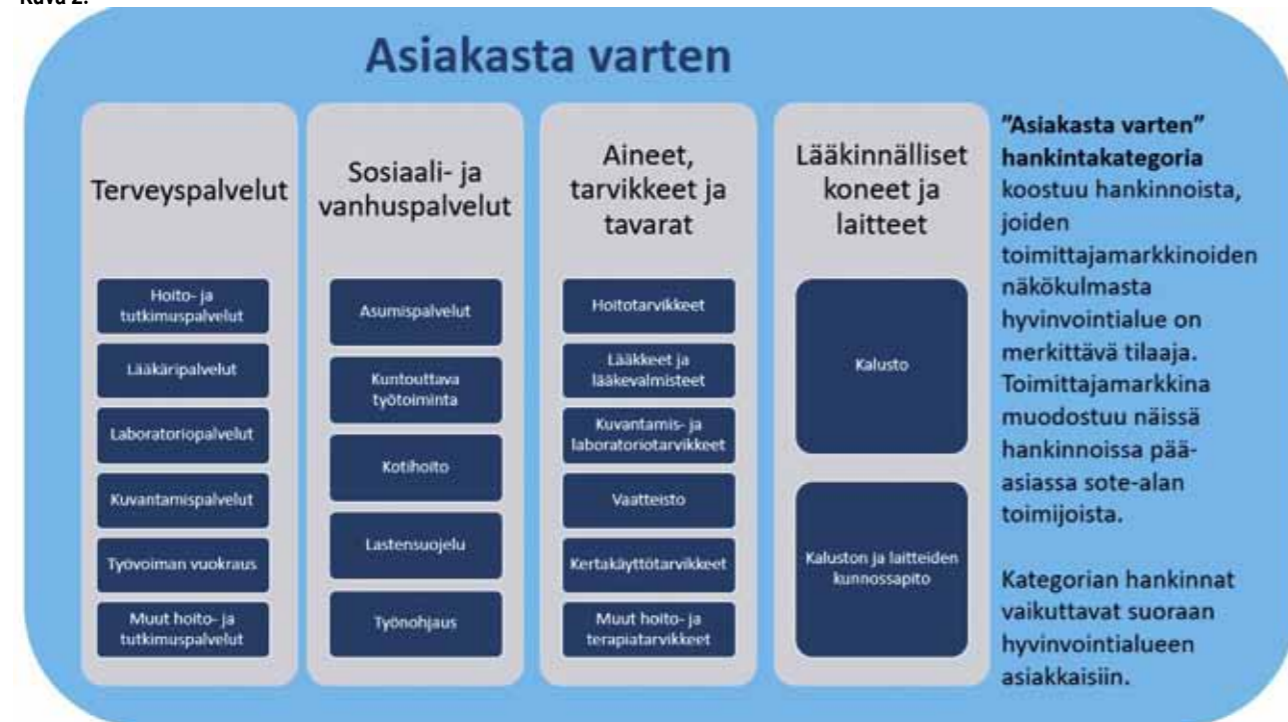 Kuva 2.
Asiakasta varten
Terveyspalvelut
Hoito- ja
tutkimuspalvelut
Lääkäripalvelut
Laboratoriopalvelut
Kuvantamispalvelut
Työvoiman vuokraus
Muut hoito- ja
tutkimuspalvelut
Sosiaali- ja
vanhuspalvelut
Asumispalvelut
Kuntouttava
työtoiminta
Kotihoito
Lastensuojelu
Työnohjaus
Aineet,
tarvikkeet ja
tavarat
Hoitotarvikkeet
Lääkkeet ja
lääkevalmisteet
Kuvantamis- ja
laboratoriotarvikkeet
Vaatteisto
Kertakäyttötarvikkeet
Muut hoito- ja
terapiatarvikkeet
Lääkinnälliset
koneet ja
laitteet
Kalusto
Kaluston ja laitteiden
kunnossapito
”Asiakasta varten”
hankintakategoria
koostuu hankinnoista,
joiden
toimittajamarkkinoiden
näkökulmasta
hyvinvointialue on
merkittävä tilaaja.
Toimittajamarkkina
muodostuu näissä
hankinnoissa pää-
asiassa sote-alan
toimijoista.
Kategorian hankinnat
vaikuttavat suoraan
hyvinvointialueen
asiakkaisiin.